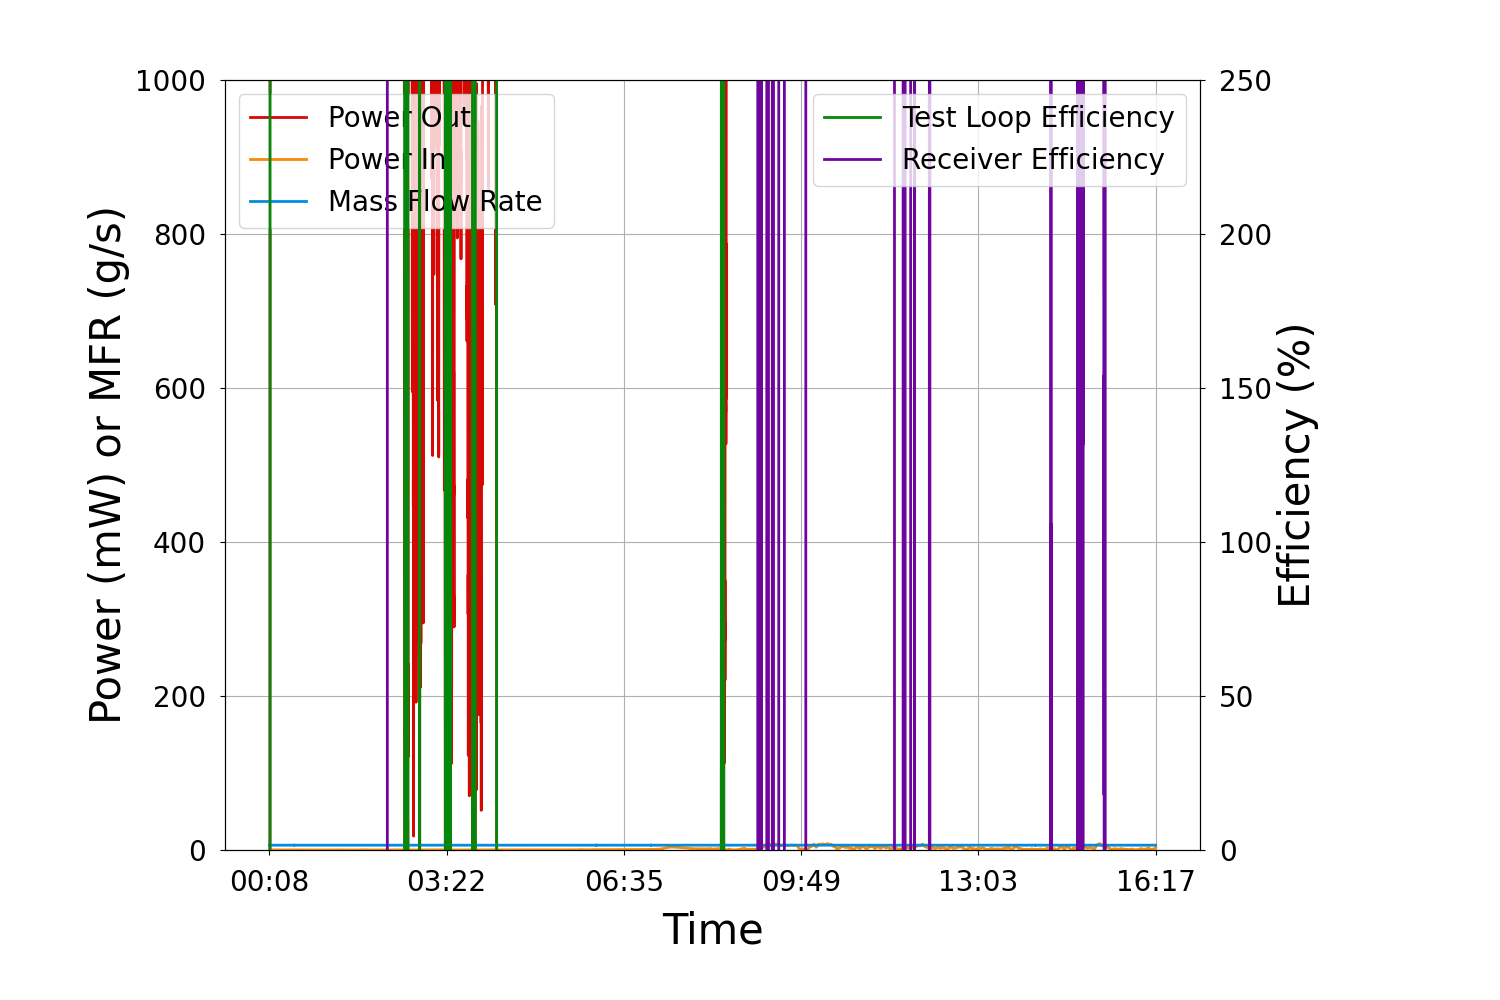 1000
800
600
400
200
0
250
200
150
100
50
0
Power (mW) or MFR (g/s)
Efficiency (%)
Power Out
Power In
Mass Flow Rate
Test Loop Efficiency
Receiver Efficiency
00:08 03:22 06:35 09:49 13:03 16:17
Time